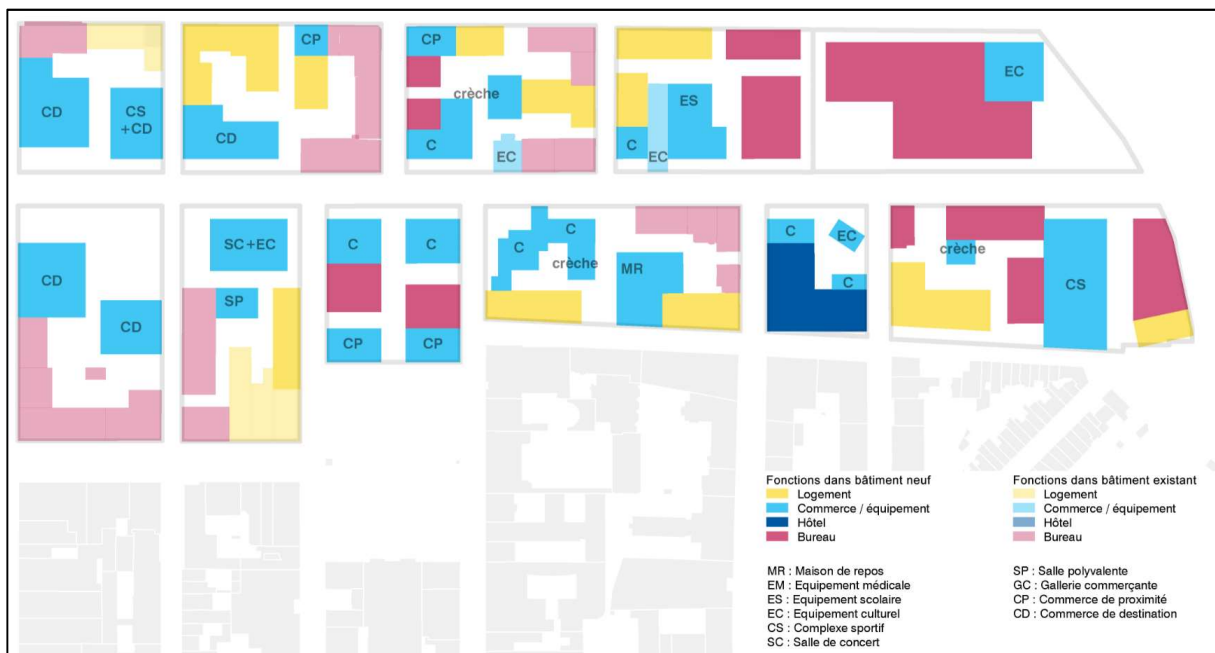 CP
CP
EC
crèche
CD
CS
+CD
ES
CD
C
EC
C
EC
SC+EC
C
C
C
C
C
EC
crèche
crèche
MR
CD
SP
C
CS
CD
CP
CP
Fonctions dans bâtiment neuf
Logement
Commerce / équipement
Hôtel
Bureau
Fonctions dans bâtiment existant
Logement
Commerce / équipement
Hôtel
Bureau
MR : Maison de repos
EM : Equipement médicale
ES : Equipement scolaire
EC : Equipement culturel
CS : Complexe sportif
SC : Salle de concert
SP : Salle polyvalente
GC : Gallerie commerçante
CP : Commerce de proximité
CD : Commerce de destination